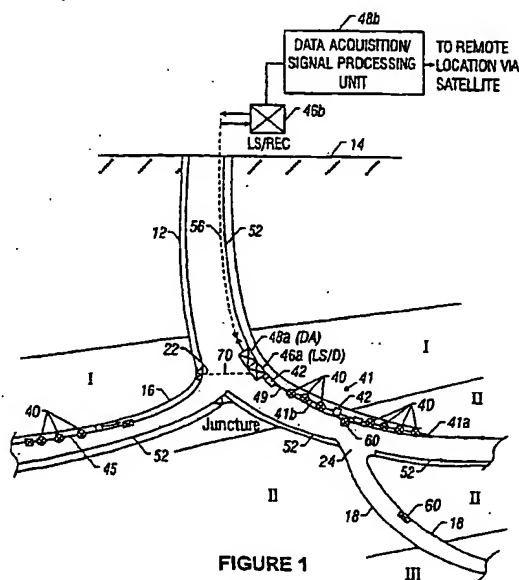 48b
DATA ACQUISITION/
SIGNAL PROCESSING
UNIT
TO REMOTE
LOCATION VIA
SATELLITE
46b
LS/REC
14
12
56
52
48a (DA)
46a (LS/D)
22
70
42
40
41
I
I
16
49
42
II
40
41b
40
41a
60
40
Juncture
52
24
45
52
52
II
II
18
60
18
III
FIGURE 1